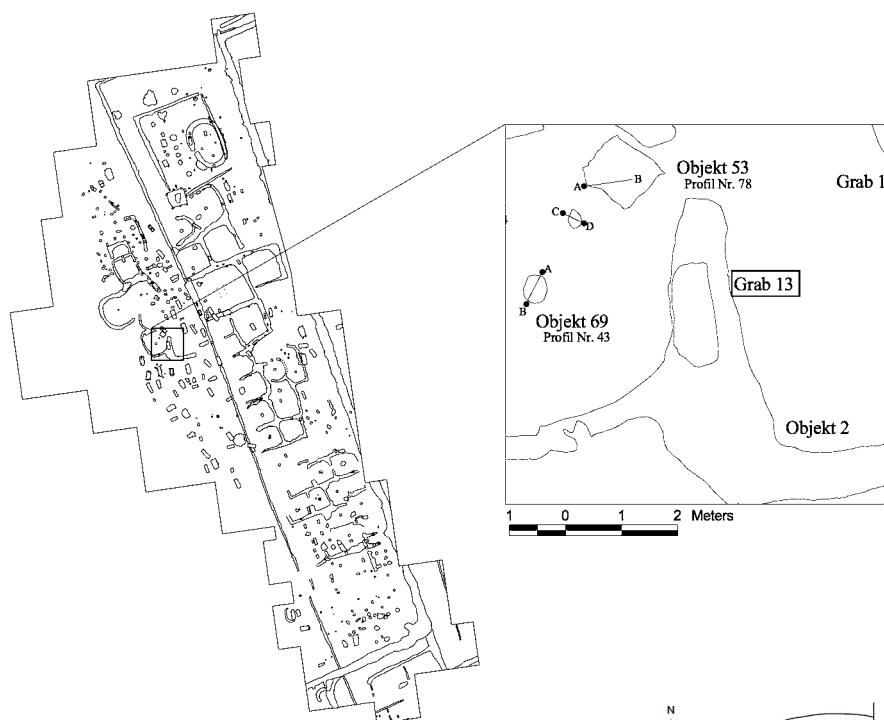 Objekt 53
Profil Nr. 78
A
B
Grab 1
C
D
A
Grab 13
B
Objekt 69
Profil Nr. 43
Objekt 2
1 0 1 2 Meters
N